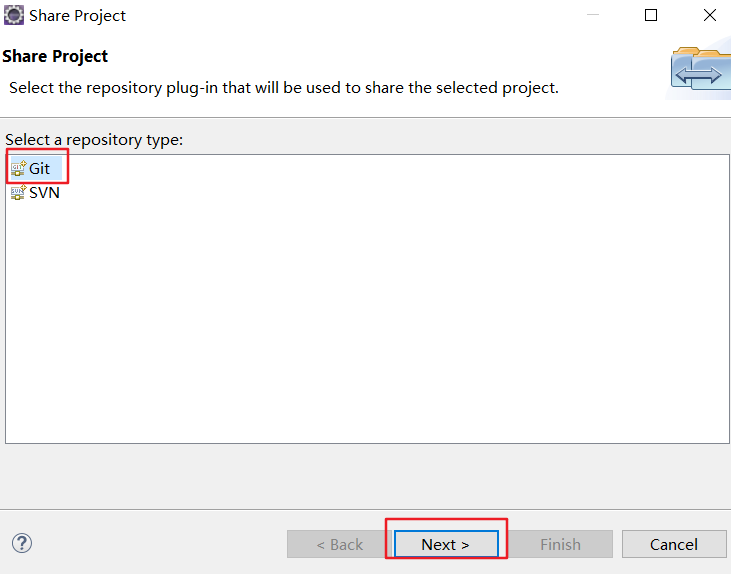 Share Project
Share Project
Select the repository plug-in that will be used to share the selected project.
Select a repository type:
Git
SVN
< Back Next > Finish Cancel